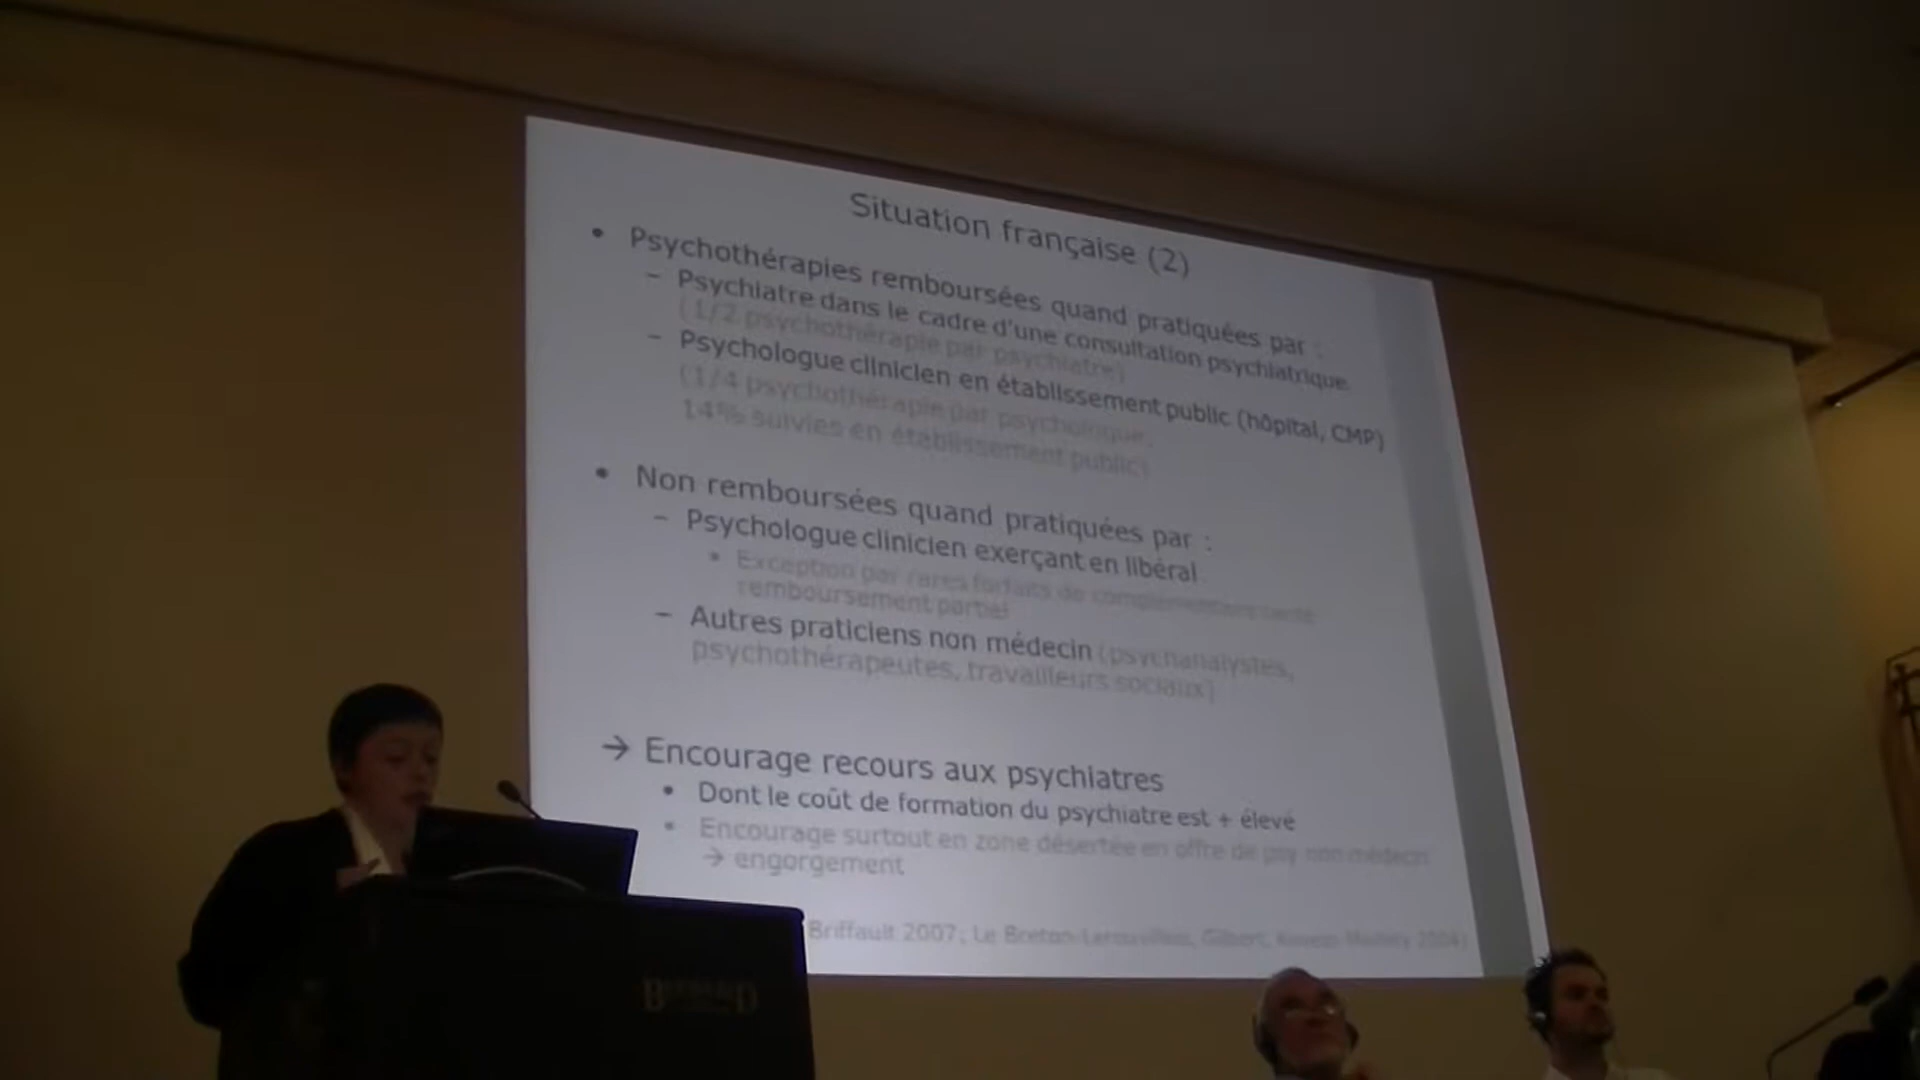 Situation française (2)
• Psychothérapies remboursées quand pratiquées par :
– Psychiatre dans le cadre d'une consultation psychiatrique
(1/2 psychothérapie par psychiatre)
– Psychologue clinicien en établissement public (hôpital, CMP)
(1/4 psychothérapie par psychologue,
14% suivies en établissement public)
• Non remboursées quand pratiquées par :
– Psychologue clinicien exerçant en libéral
• Exception par rares forfaits de complémentaire santé
remboursement partiel
– Autres praticiens non médecin (psychanalystes,
psychothérapeutes, travailleurs sociaux)
→ Encourage recours aux psychiatres
• Dont le coût de formation du psychiatre est + élevé
• Encourage surtout en zone désertée en offre de psy non médecin
→ engorgement
Briffault 2007, Le Breton-Lerouvillois, Gilbert, 2004)